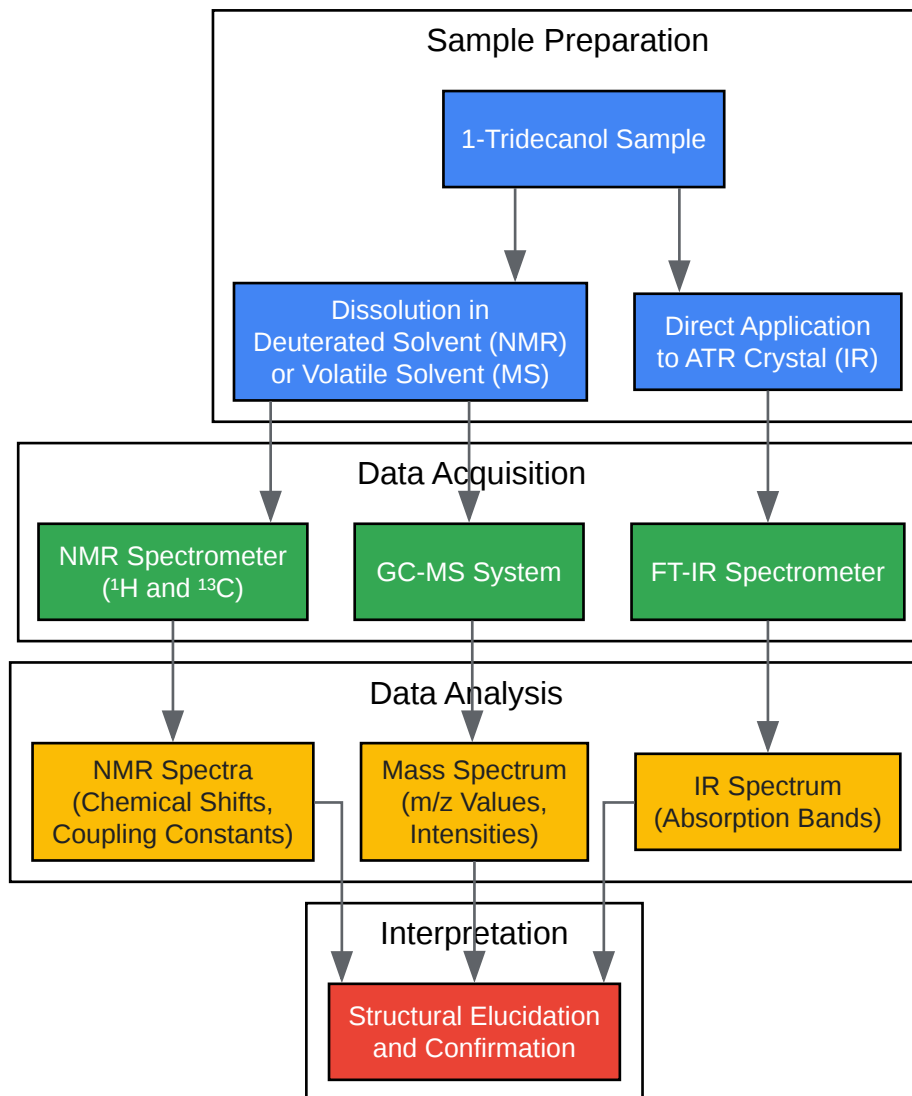 Sample Preparation
1-Tridecanol Sample
Dissolution in
Deuterated Solvent (NMR)
or Volatile Solvent (MS)
Direct Application
to ATR Crystal (IR)
Data Acquisition
NMR Spectrometer
(¹H and ¹³C)
GC-MS System
FT-IR Spectrometer
Data Analysis
NMR Spectra
(Chemical Shifts,
Coupling Constants)
Mass Spectrum
(m/z Values,
Intensities)
IR Spectrum
(Absorption Bands)
Interpretation
Structural Elucidation
and Confirmation